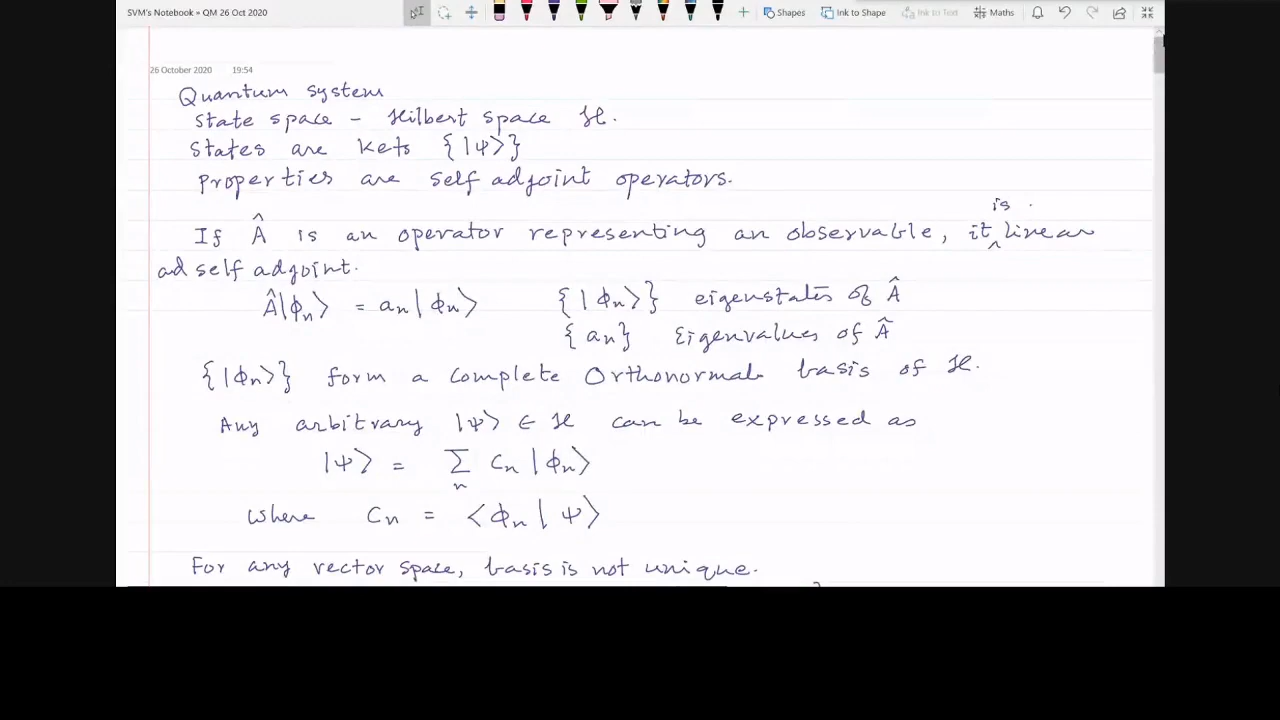 SVM's Notebook » QM 26 Oct 2020
Shapes Ink to Shape Ink to Text Maths
26 October 2020 19:54
Quantum system
State space - Hilbert space ℋ.
States are kets {|ψ⟩}
Properties are self adjoint operators.
is .
If Â is an operator representing an observable, it ^ linear
ad self adjoint.
Â|ϕn⟩ = an|ϕn⟩ {|ϕn⟩} eigenstates of Â
{an} Eigenvalues of Â
{|ϕn⟩} form a complete Orthonormal basis of ℋ.
Any arbitrary |ψ⟩ ∈ ℋ can be expressed as
|ψ⟩ = Σn cn |ϕn⟩
where cn = ⟨ϕn|ψ⟩
For any vector space, basis is not unique.